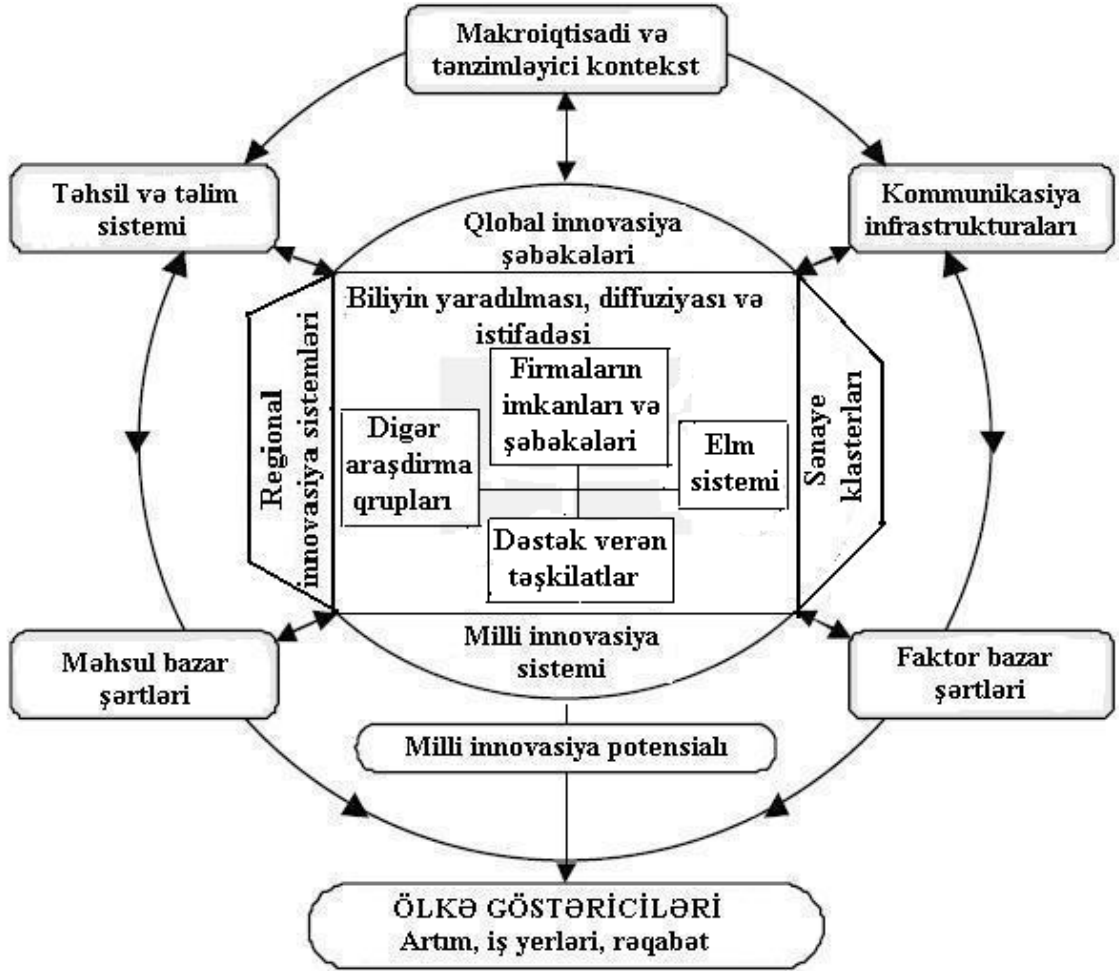 Makroiqtisadi və
tənzimləyici kontekst
Təhsil və təlim
sistemi
Kommunikasiya
infrastrukturaları
Qlobal innovasiya
şəbəkələri
Biliyin yaradılması, diffuziyası və
istifadəsi
Regional
innovasiya sistemləri
Firmaların
imkanları və
şəbəkələri
Digər
araşdirma
qrupları
Elm
sistemi
Dəstək verən
təşkilatlar
Sənaye
klasterları
Milli innovasiya
sistemi
Məhsul bazar
şərtləri
Faktor bazar
şərtləri
Milli innovasiya potensialı
ÖLKƏ GÖSTƏRİCİLƏRİ
Artım, iş yerləri, rəqabət